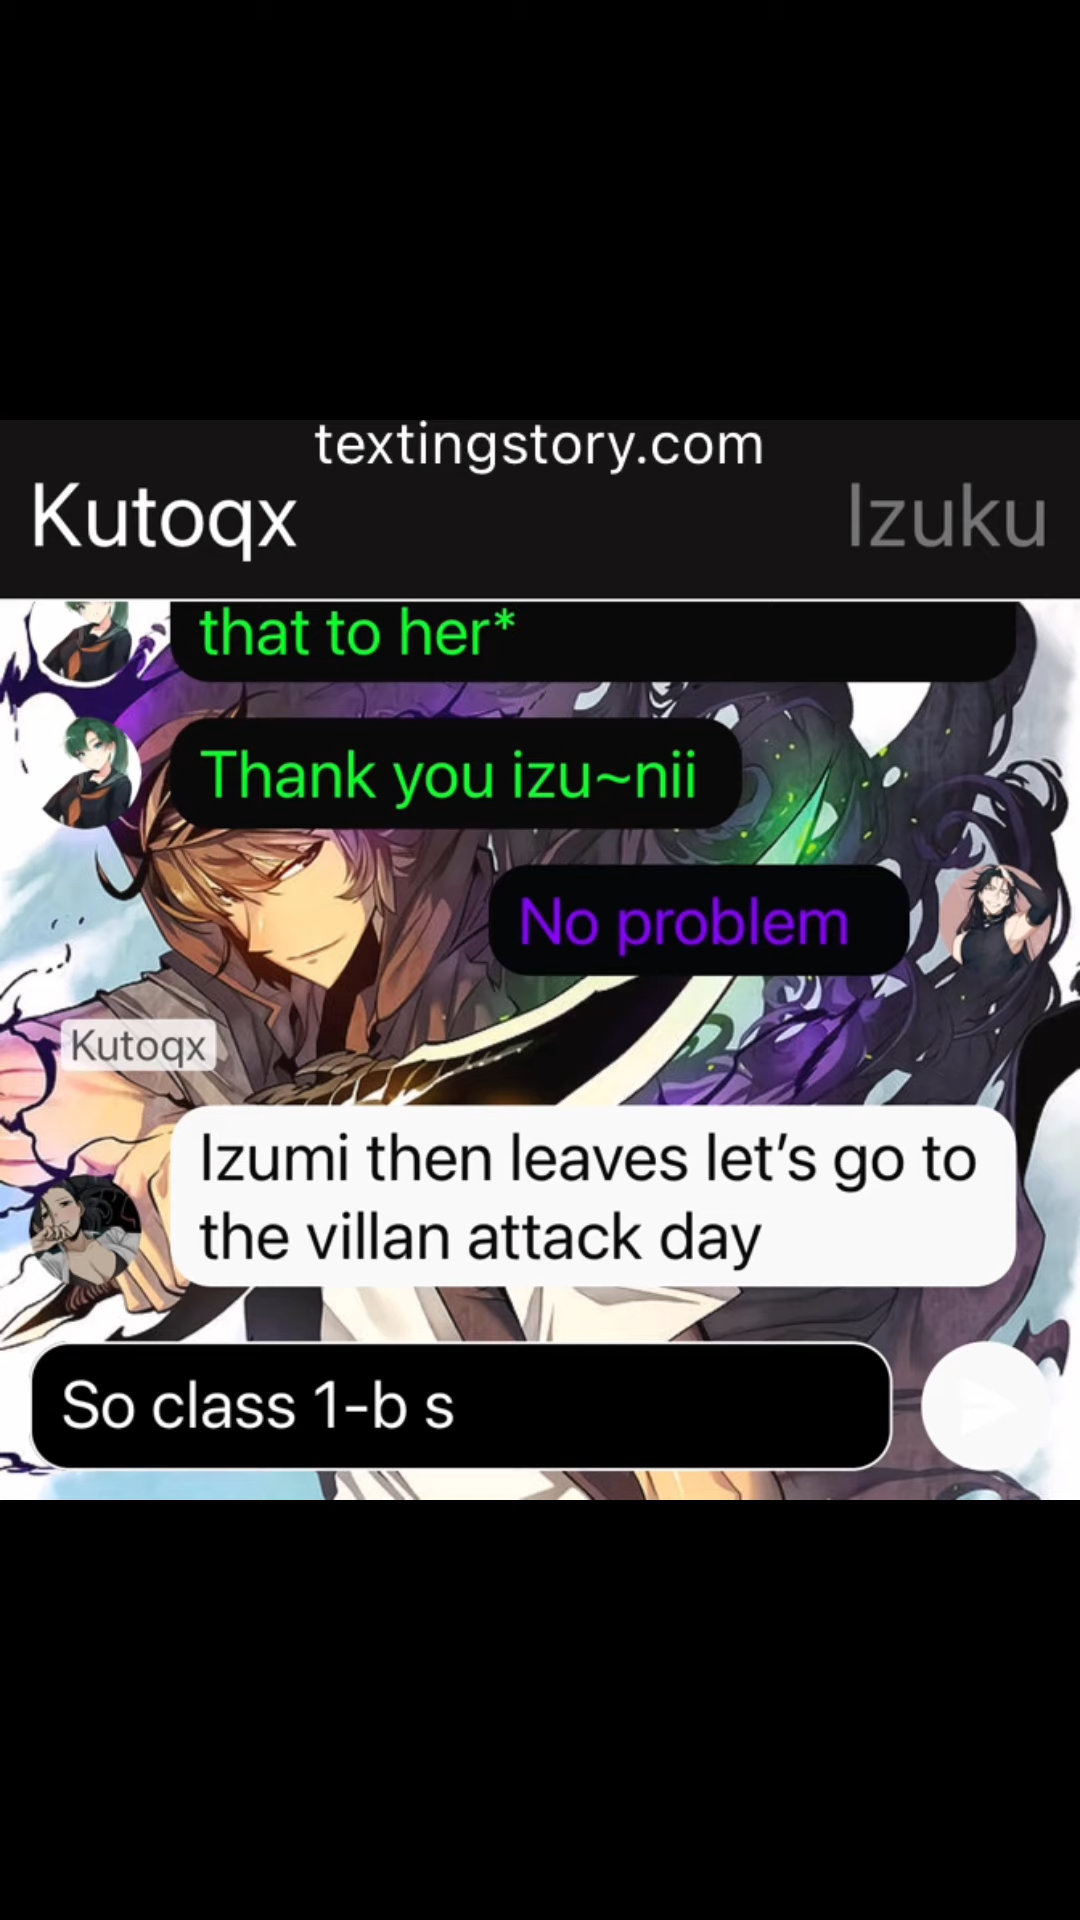 textingstory.com
Kutoqx
Izuku
that to her*
Thank you izu~nii
No problem
Kutoqx
Izumi then leaves let's go to
the villan attack day
So class 1-b s